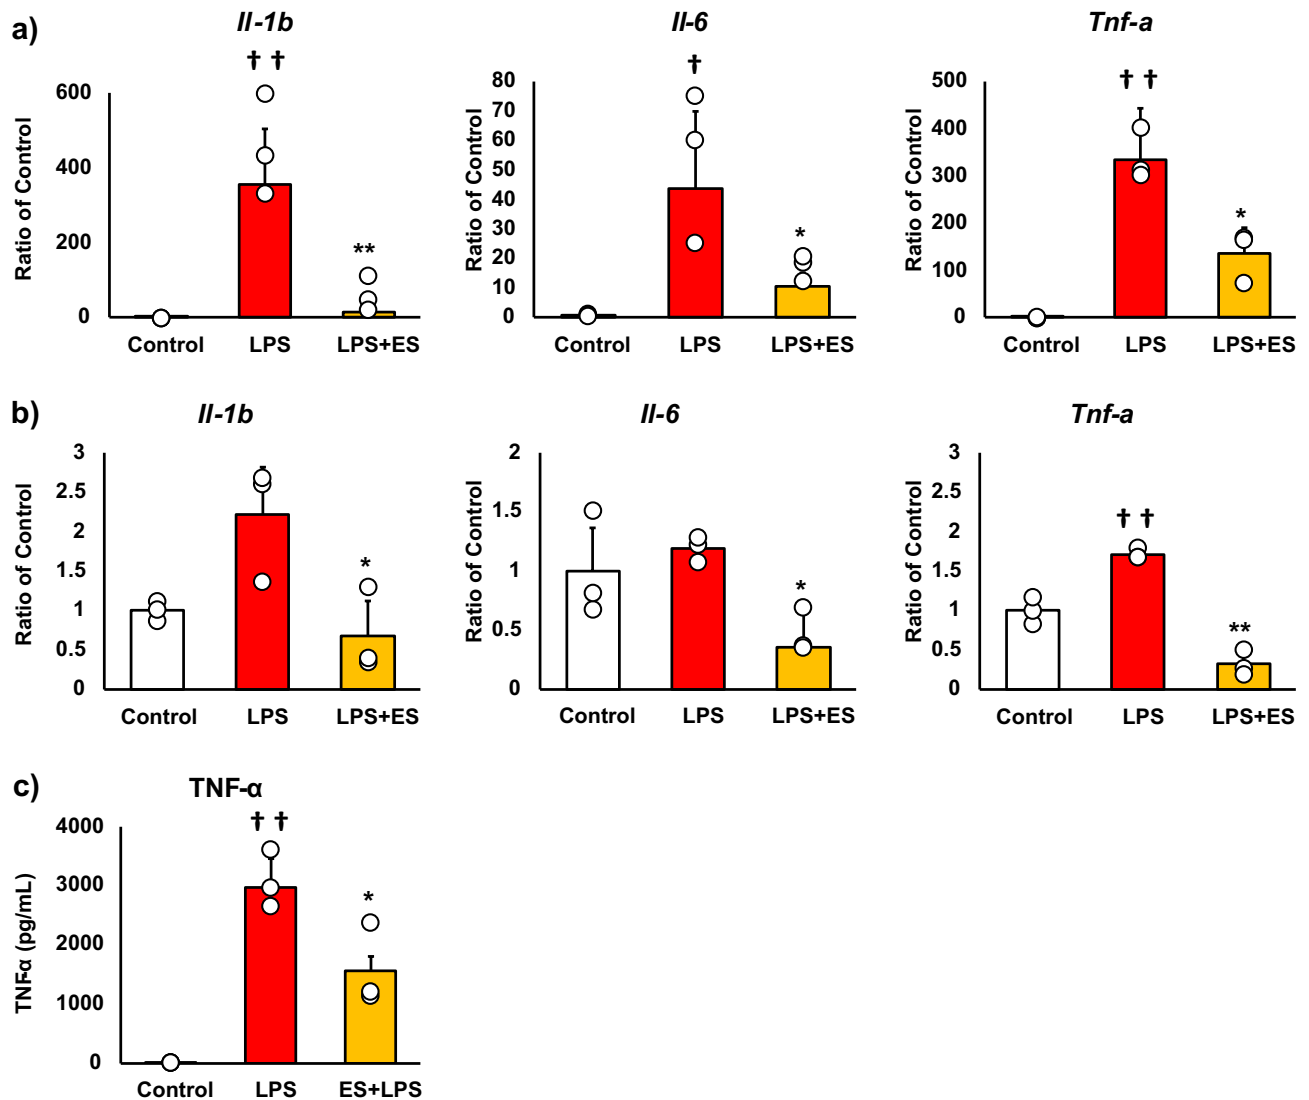 a)
Il-1b
Il-6
Tnf-a
† †
†
† †
Ratio of Control
600
400
200
0
**
Control LPS LPS+ES
Ratio of Control
80
70
60
50
40
30
20
10
0
*
Control LPS LPS+ES
Ratio of Control
500
400
300
200
100
0
*
Control LPS LPS+ES
b)
Il-1b
Il-6
Tnf-a
Ratio of Control
3
2.5
2
1.5
1
0.5
0
*
Control LPS LPS+ES
Ratio of Control
2
1.5
1
0.5
0
*
Control LPS LPS+ES
Ratio of Control
3
2.5
2
1.5
1
0.5
0
† †
**
Control LPS LPS+ES
c)
TNF-α
† †
TNF-α (pg/mL)
4000
3000
2000
1000
0
*
Control LPS ES+LPS